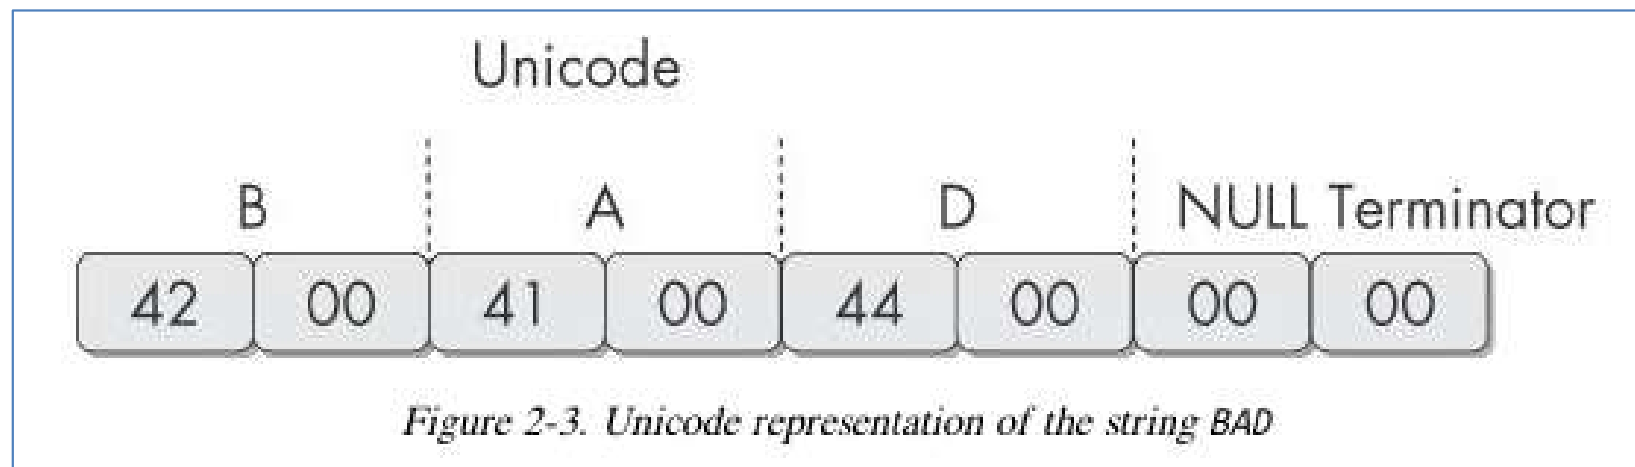 Unicode
B A D NULL Terminator
42 00 41 00 44 00 00 00
Figure 2-3. Unicode representation of the string BAD